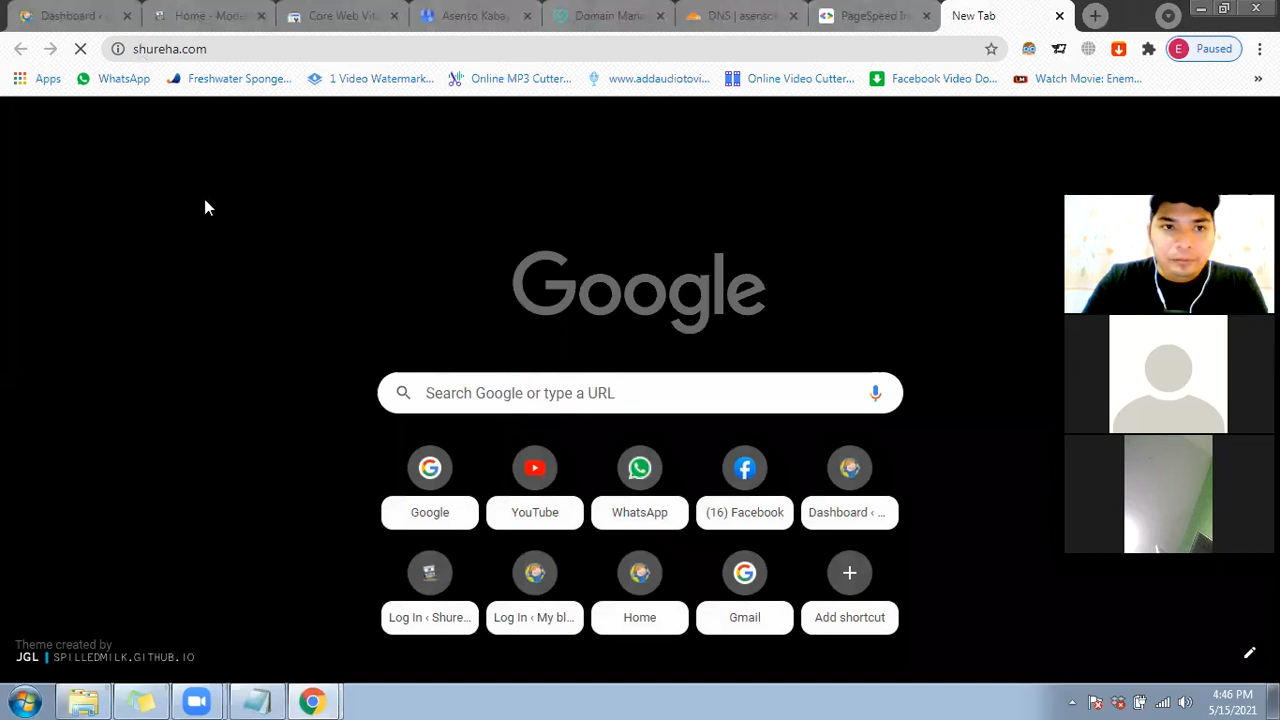 Dashboard ‹
Home - Mode
Core Web Vit
Asenso Kaba
Domain Mana
DNS | asenso
PageSpeed In
New Tab
shureha.com
E
Paused
Apps
WhatsApp
Freshwater Sponge...
1 Video Watermark...
Online MP3 Cutter...
www.addaudiotovi...
Online Video Cutter...
Facebook Video Do...
Watch Movie: Enem...
»
Google
Search Google or type a URL
Google
YouTube
WhatsApp
(16) Facebook
Dashboard ‹ ...
Log In ‹ Shure...
Log In ‹ My bl...
Home
Gmail
Add shortcut
Theme created by
JGL | SPILLEDMILK.GITHUB.IO
4:46 PM
5/15/2021